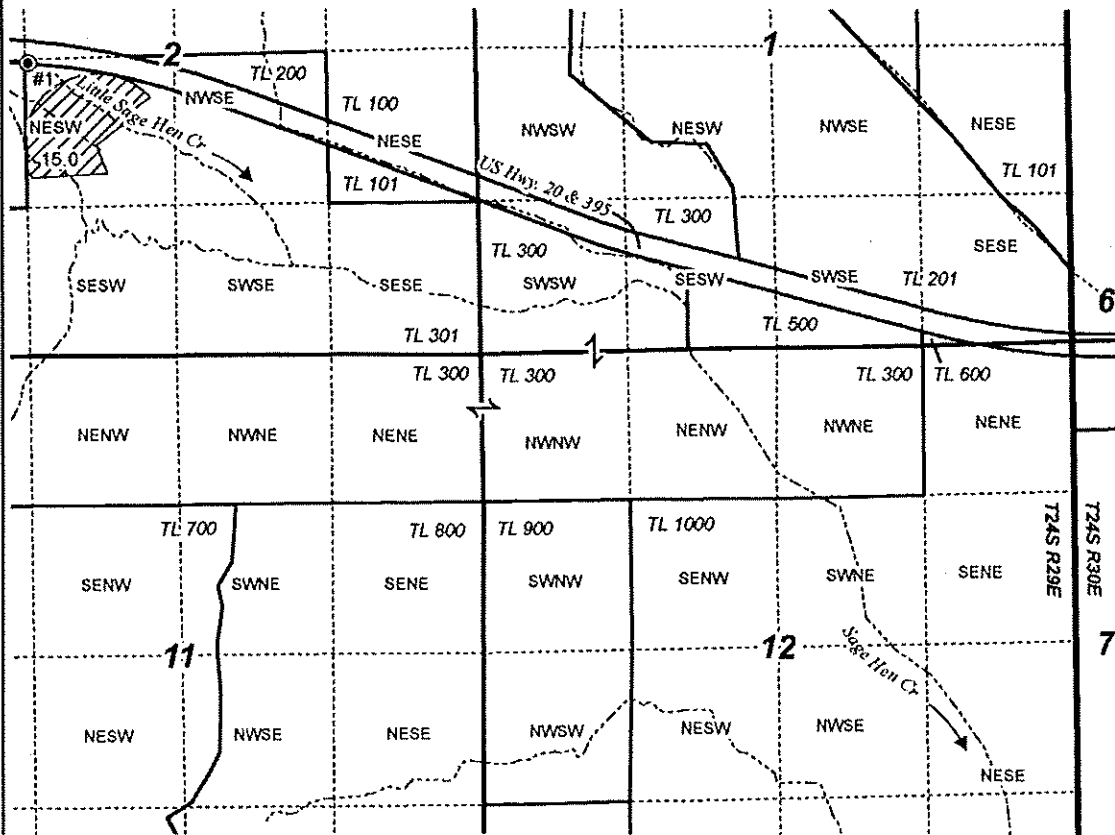 2
1
TL 200
#1
Little Sage Hen Cr
NWSE
TL 100
NESW
15.0
NESE
NWSW
NESW
NWSE
NESE
TL 101
US Hwy. 20 & 395
TL 300
TL 101
TL 300
SESE
SESW
SWSE
SESE
SWSW
SESW
SWSE
TL 201
6
TL 301
TL 500
TL 300
TL 300
TL 300
TL 600
NENW
NWNE
NENE
NWNW
NENW
NWNE
NENE
TL 700
TL 800
TL 900
TL 1000
T24S R29E
T24S R30E
SENW
SWNE
SENE
SWNW
SENW
SWNE
SENE
11
12
7
Sage Hen Cr
NESW
NWSE
NESE
NWSW
NESW
NWSE
NESE